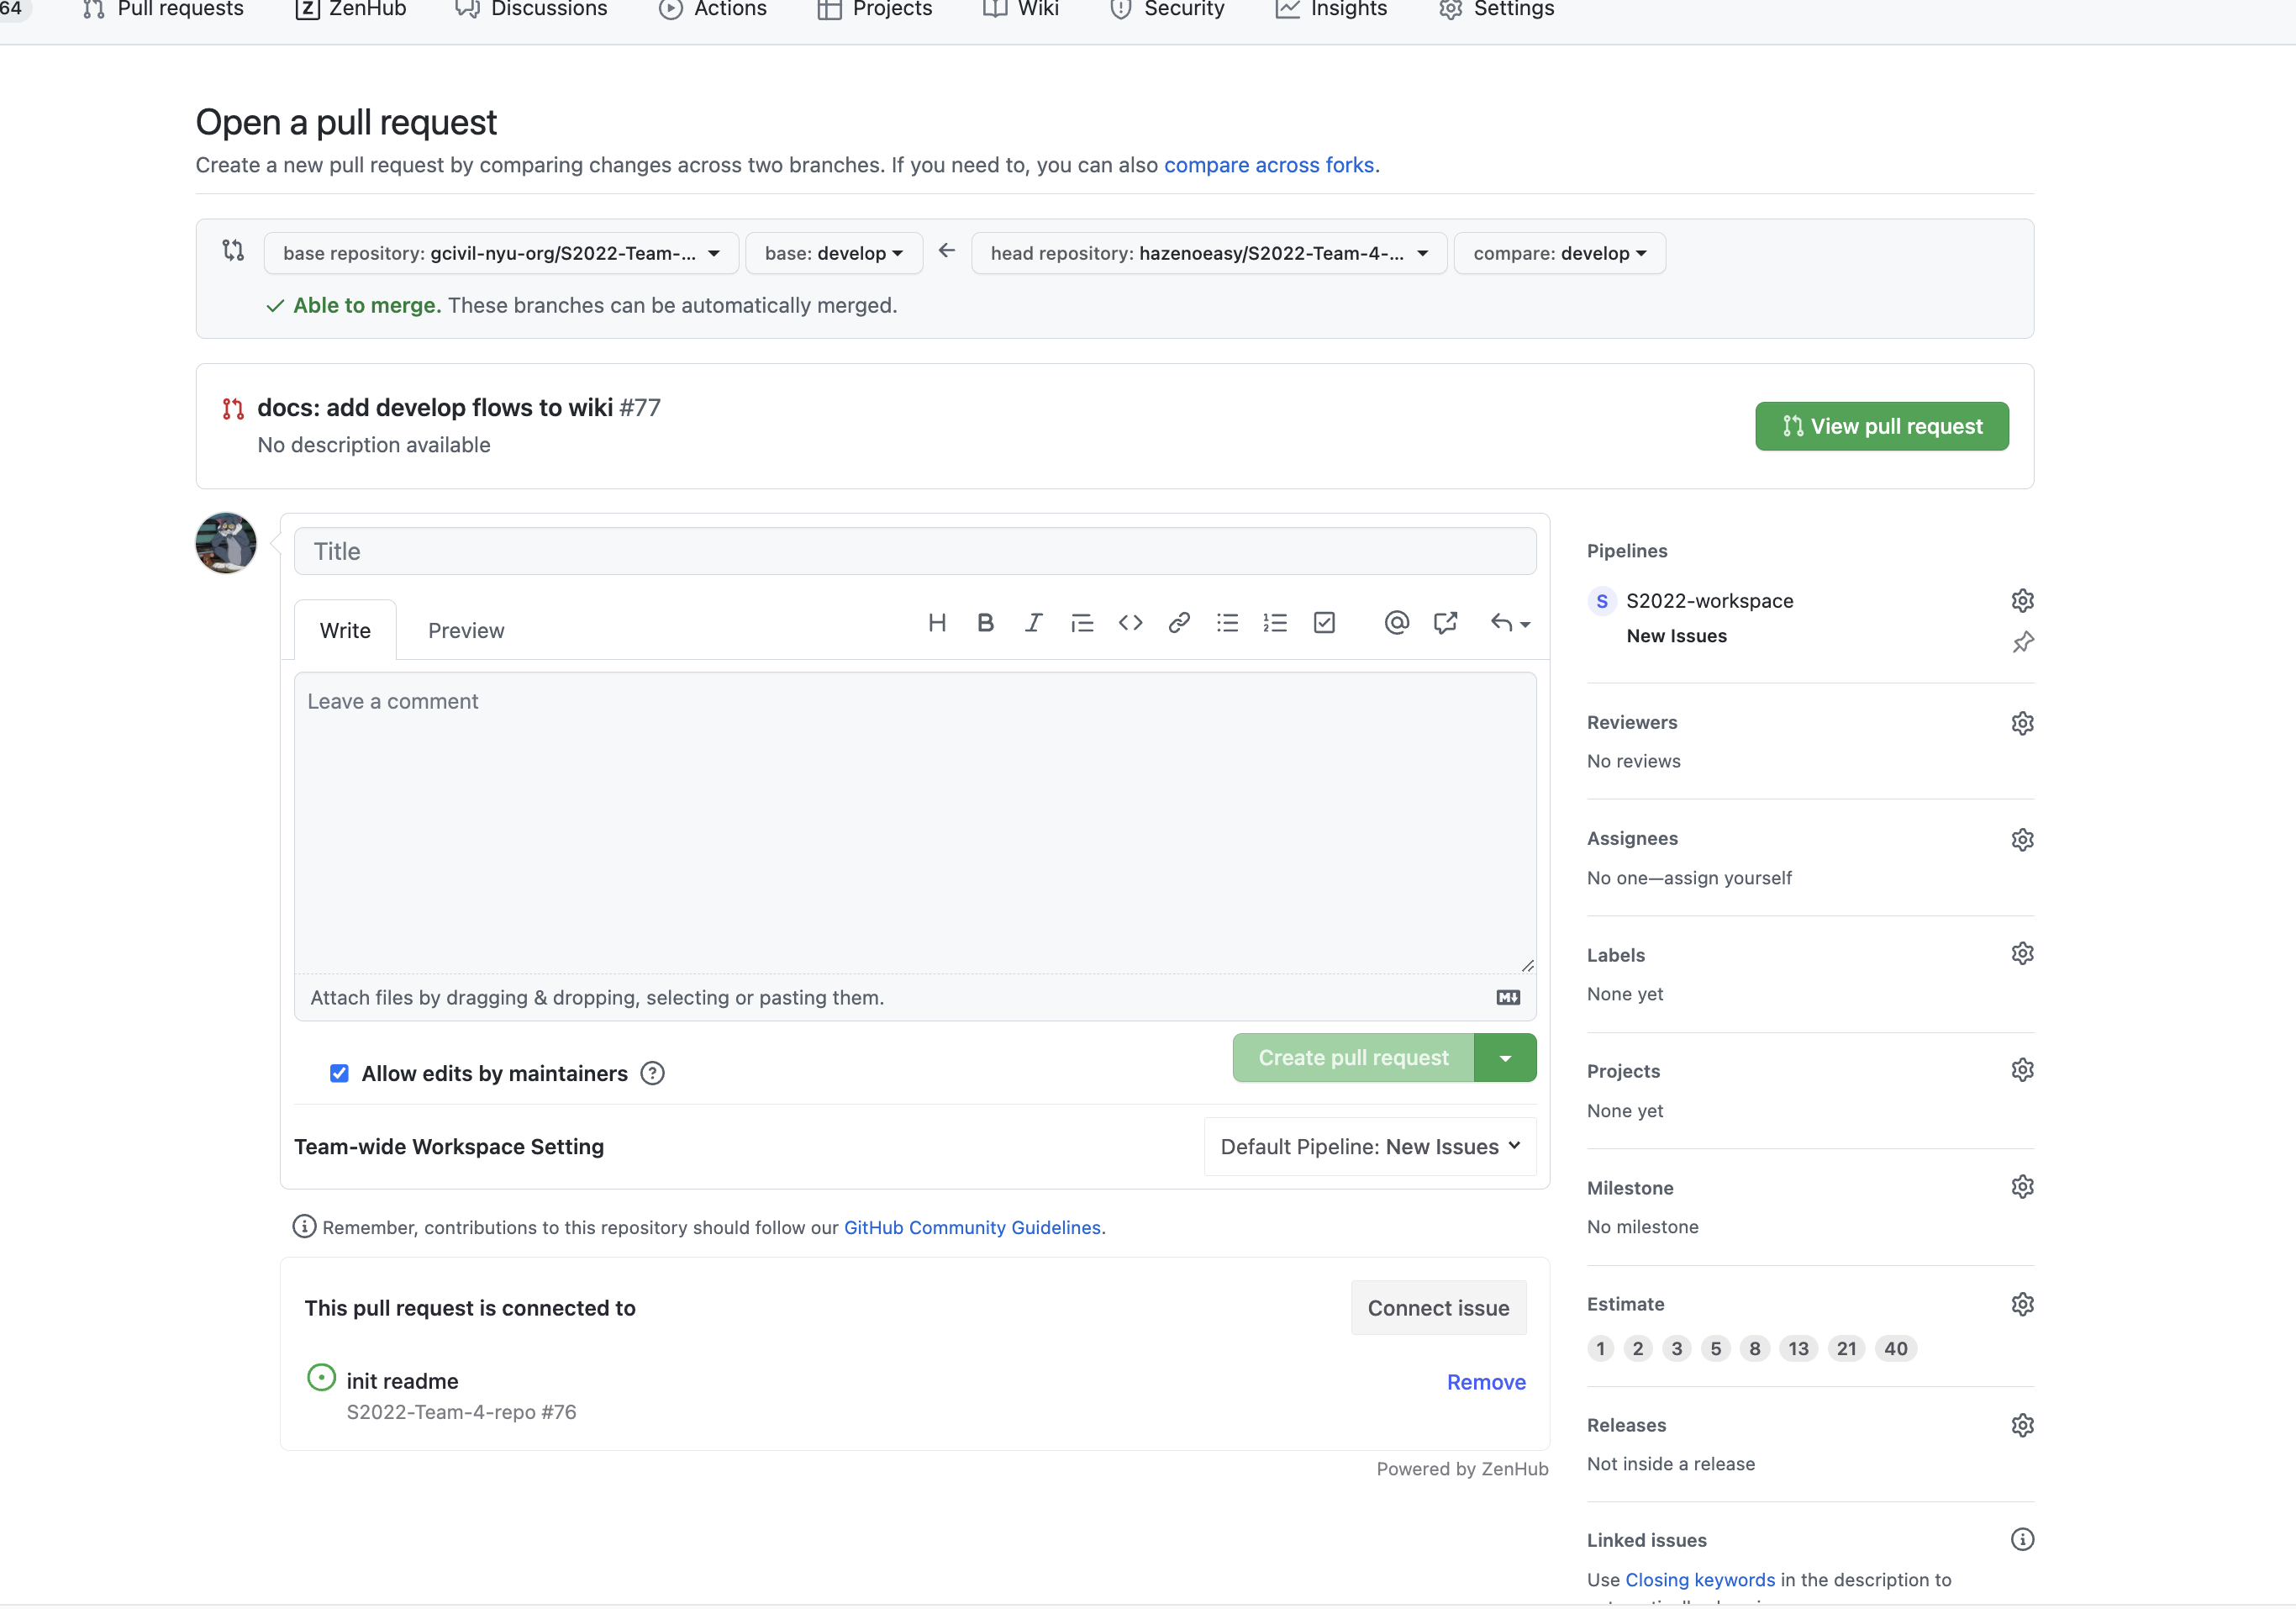 64 Pull requests ZenHub Discussions Actions Projects Wiki Security Insights Settings
Open a pull request
Create a new pull request by comparing changes across two branches. If you need to, you can also compare across forks.
base repository: gcivil-nyu-org/S2022-Team-... base: develop head repository: hazenoeasy/S2022-Team-4-... compare: develop
Able to merge. These branches can be automatically merged.
docs: add develop flows to wiki #77
No description available
View pull request
Title
Write Preview
Leave a comment
Attach files by dragging & dropping, selecting or pasting them.
Allow edits by maintainers
Create pull request
Team-wide Workspace Setting
Default Pipeline: New Issues
Remember, contributions to this repository should follow our GitHub Community Guidelines.
This pull request is connected to
Connect issue
init readme
S2022-Team-4-repo #76
Remove
Powered by ZenHub
Pipelines
S S2022-workspace
New Issues
Reviewers
No reviews
Assignees
No one—assign yourself
Labels
None yet
Projects
None yet
Milestone
No milestone
Estimate
1 2 3 5 8 13 21 40
Releases
Not inside a release
Linked issues
Use Closing keywords in the description to